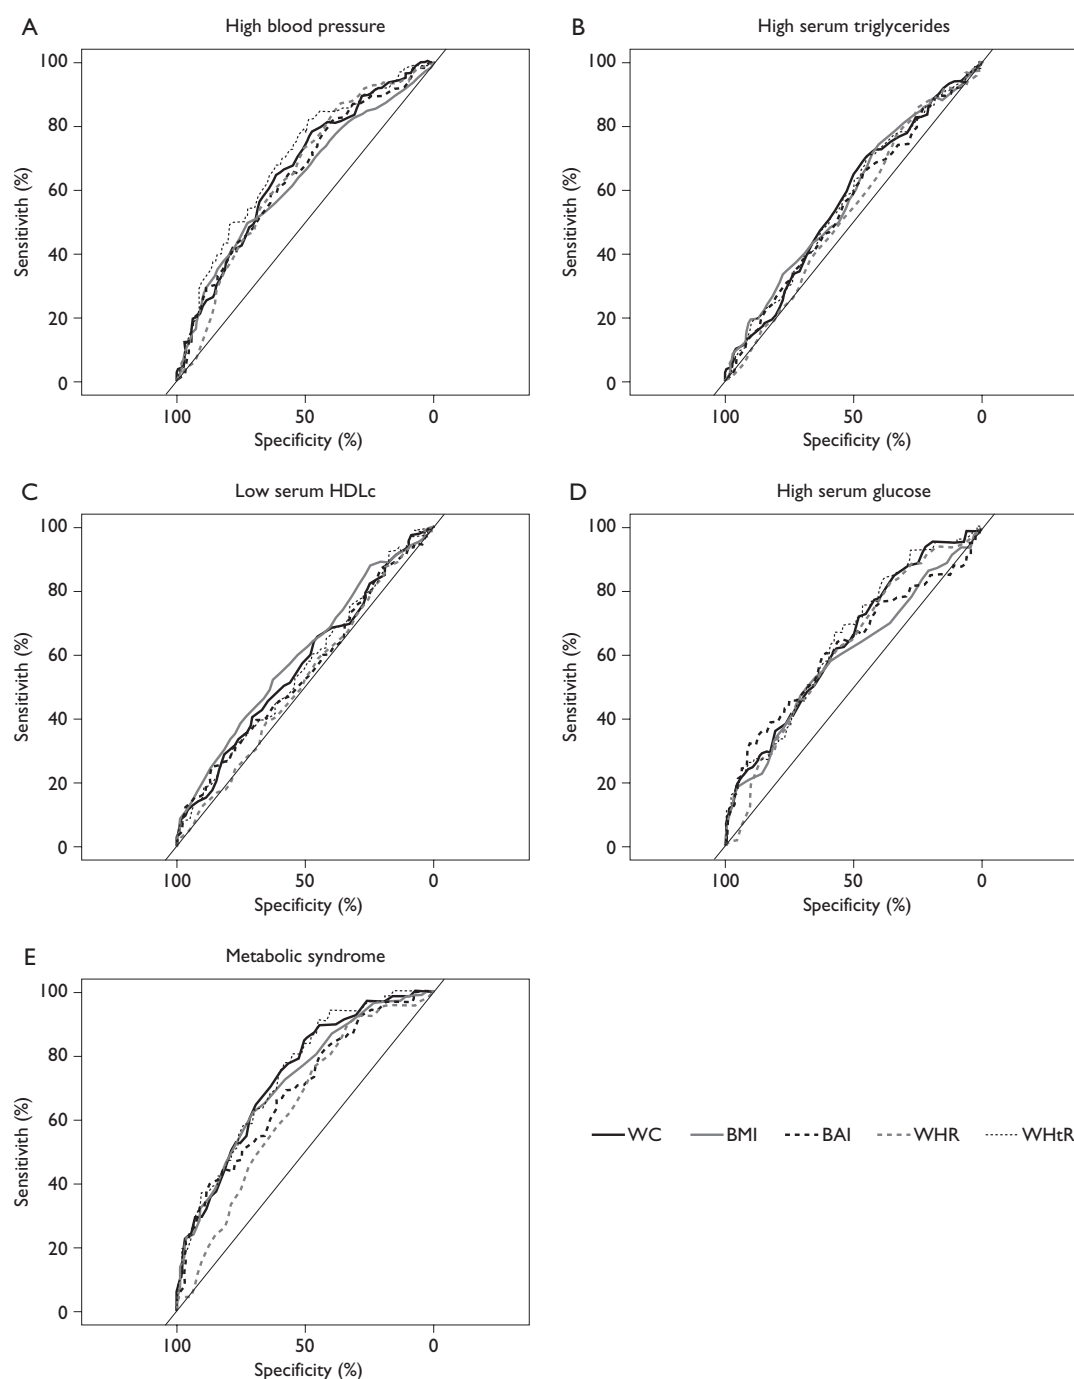 A
High blood pressure
100
80
60
40
20
0
Sensitivith (%)
100 50 0
Specificity (%)
B
High serum triglycerides
100
80
60
40
20
0
Sensitivith (%)
100 50 0
Specificity (%)
C
Low serum HDLc
100
80
60
40
20
0
Sensitivith (%)
100 50 0
Specificity (%)
D
High serum glucose
100
80
60
40
20
0
Sensitivith (%)
100 50 0
Specificity (%)
E
Metabolic syndrome
100
80
60
40
20
0
Sensitivith (%)
100 50 0
Specificity (%)
WC BMI BAI WHR WHtR